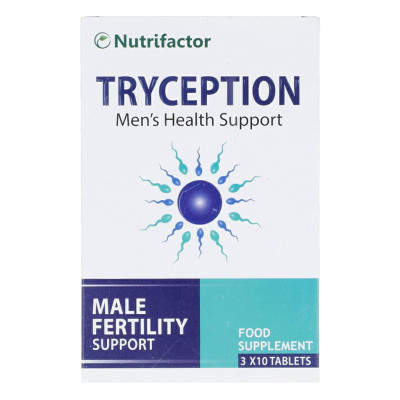 Nutrifactor
TRYCEPTION
Men's Health Support
MALE
FERTILITY
SUPPORT
FOOD
SUPPLEMENT
3 X10 TABLETS